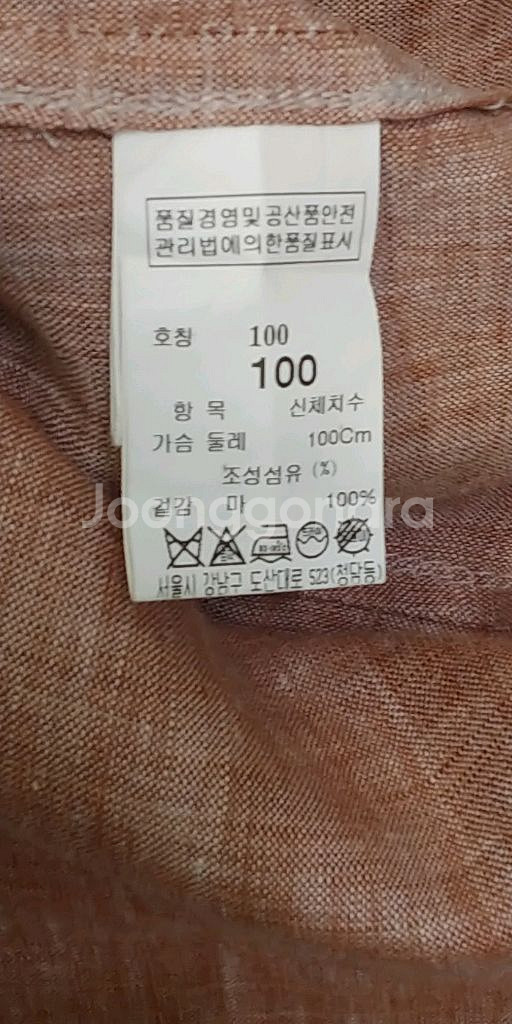 품질경영및공산품안전
관리법에의한품질표시
호칭 100
100
항 목 신체치수
가슴 둘레 100Cm
조성섬유 (%)
겉감 마 100%
Joonggonara
서울시 강남구 도산대로 523(청담동)